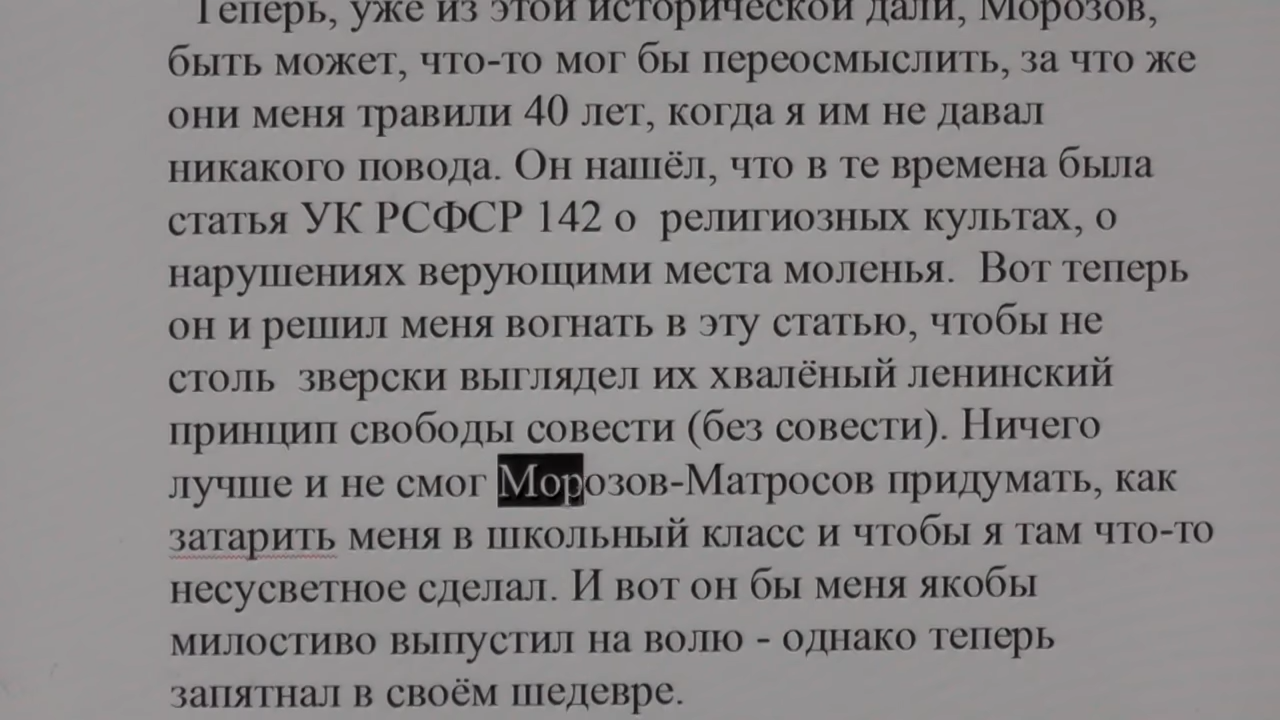 Теперь, уже из этой исторической дали, Морозов,
быть может, что-то мог бы переосмыслить, за что же
они меня травили 40 лет, когда я им не давал
никакого повода. Он нашёл, что в те времена была
статья УК РСФСР 142 о  религиозных культах, о
нарушениях верующими места моленья.  Вот теперь
он и решил меня вогнать в эту статью, чтобы не
столь  зверски выглядел их хвалёный ленинский
принцип свободы совести (без совести). Ничего
лучше и не смог Морозов-Матросов придумать, как
затарить меня в школьный класс и чтобы я там что-то
несусветное сделал. И вот он бы меня якобы
милостиво выпустил на волю - однако теперь
запятнал в своём шедевре.